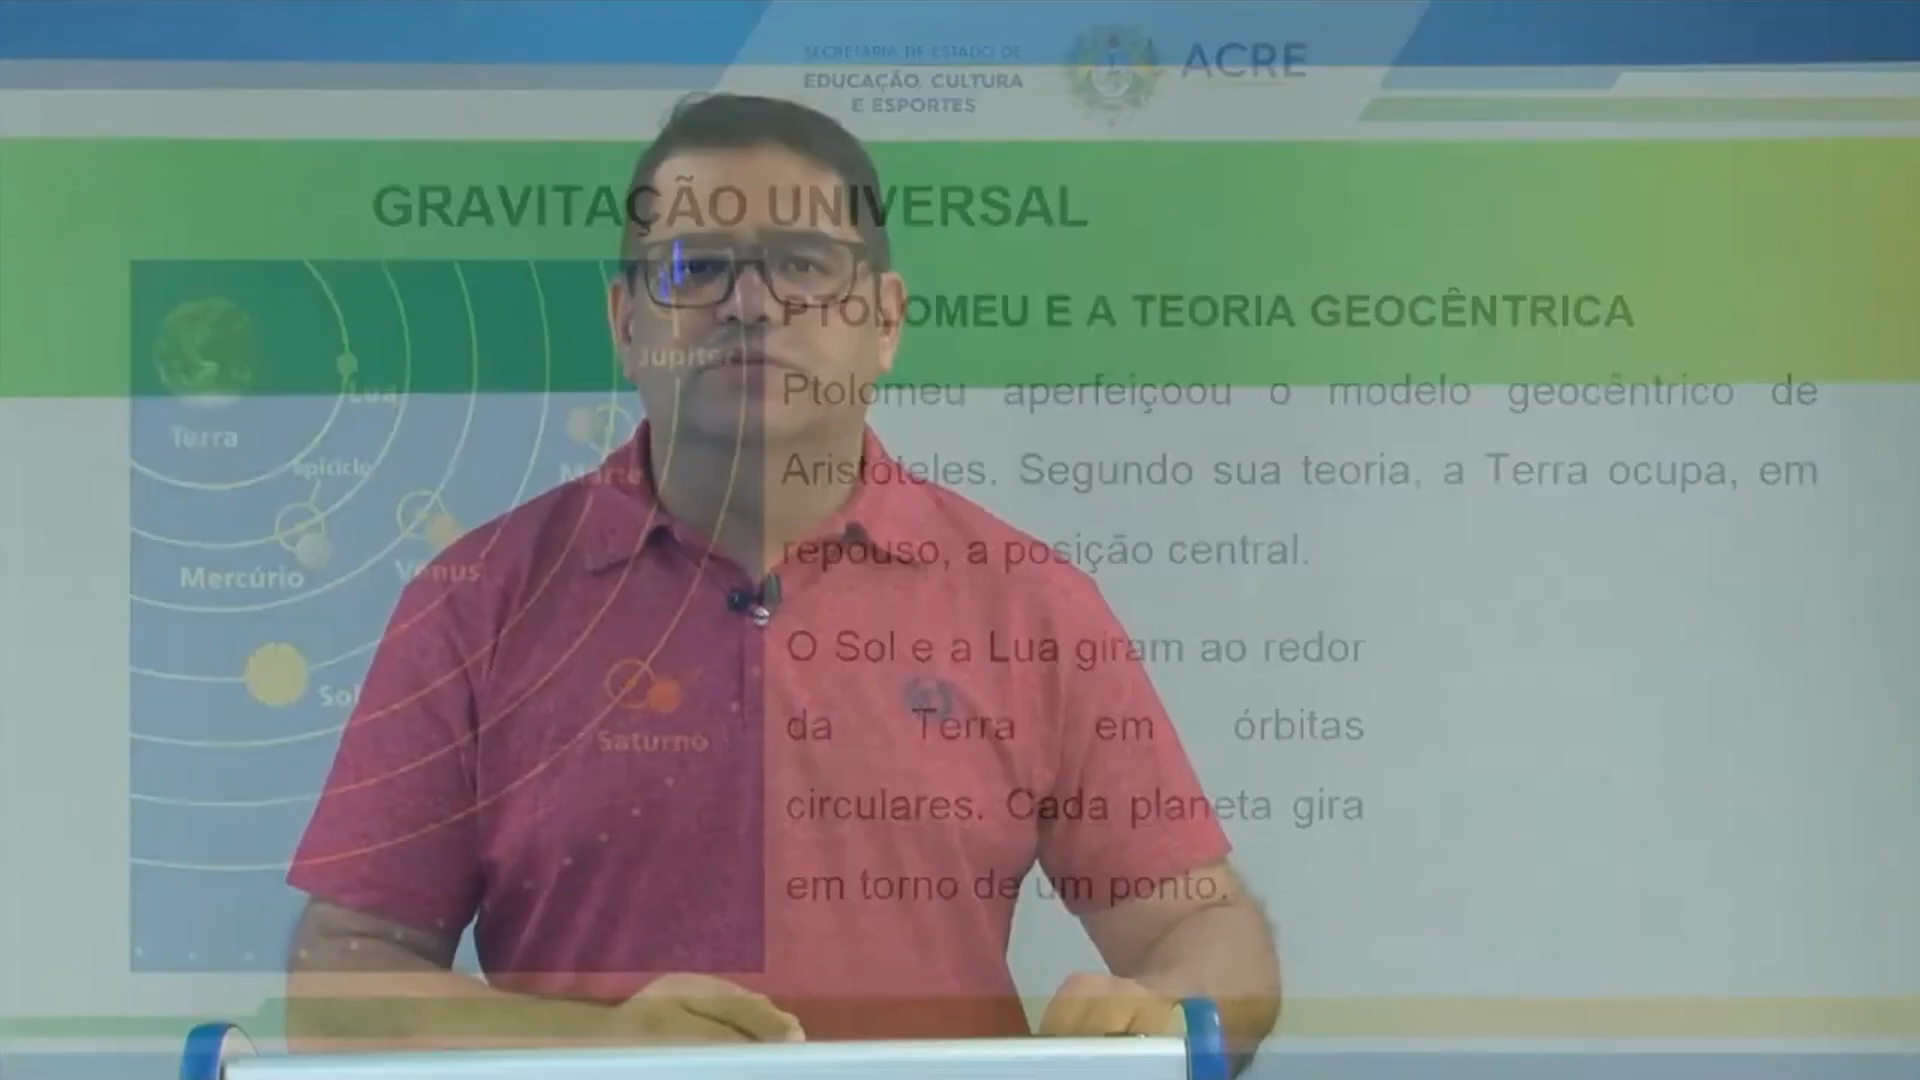 SECRETARIA DE ESTADO DE
EDUCAÇÃO, CULTURA
E ESPORTES
ACRE
GRAVITAÇÃO UNIVERSAL
PTOLOMEU E A TEORIA GEOCÊNTRICA
Ptolomeu aperfeiçoou o modelo geocêntrico de
Aristóteles. Segundo sua teoria, a Terra ocupa, em
repouso, a posição central.
O Sol e a Lua giram ao redor
da Terra em órbitas
circulares. Cada planeta gira
em torno de um ponto.
Júpiter
Lua
Terra
epiciclo
Marte
Mercúrio
Vênus
Sol
Saturno